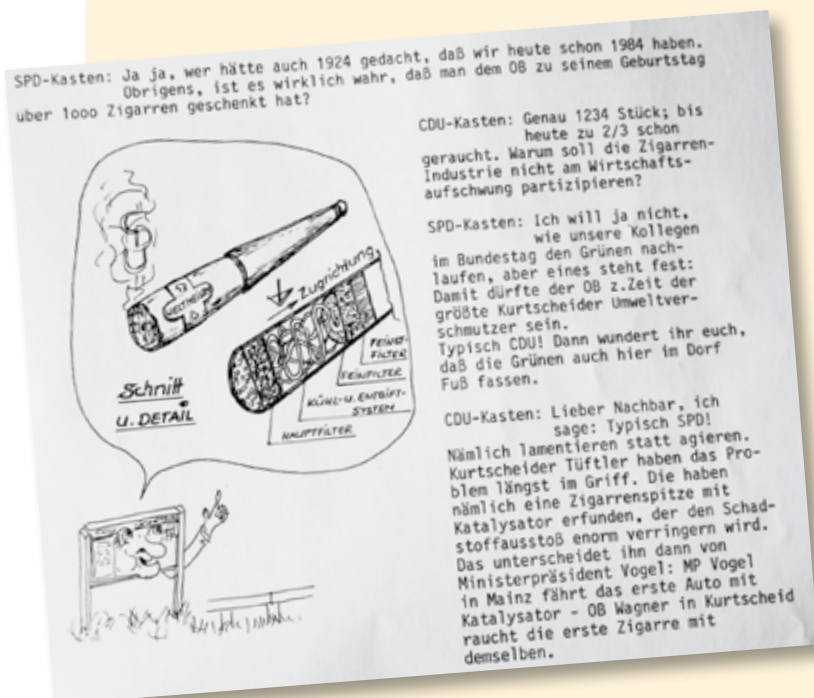 SPD-Kasten: Ja ja, wer hätte auch 1924 gedacht, daß wir heute schon 1984 haben.
Obrigens, ist es wirklich wahr, daß man dem OB zu seinem Geburtstag
über 1ooo Zigarren geschenkt hat?
CDU-Kasten: Genau 1234 Stück; bis
heute zu 2/3 schon
geraucht. Warum soll die Zigarren-
Industrie nicht am Wirtschafts-
aufschwung partizipieren?
SPD-Kasten: Ich will ja nicht,
wie unsere Kollegen
im Bundestag den Grünen nach-
laufen, aber eines steht fest:
Damit dürfte der OB z.Zeit der
größte Kurtscheider Umweltver-
schmutzer sein.
Typisch CDU! Dann wundert ihr euch,
daß die Grünen auch hier im Dorf
Fuß fassen.
CDU-Kasten: Lieber Nachbar, ich
sage: Typisch SPD!
Nämlich lamentieren statt agieren.
Kurtscheider Tüftler haben das Pro-
blem längst im Griff. Die haben
nämlich eine Zigarrenspitze mit
Katalysator erfunden, der den Schad-
stoffausstoß enorm verringern wird.
Das unterscheidet ihn dann von
Ministerpräsident Vogel: MP Vogel
in Mainz fährt das erste Auto mit
Katalysator - OB Wagner in Kurtscheid
raucht die erste Zigarre mit
demselben.
Zugrichtung
FEINST-
FILTER
FEINFILTER
KÜHL-U. ENTGIFT-
SYSTEM
HAUPTFILTER
Schnitt
U. DETAIL